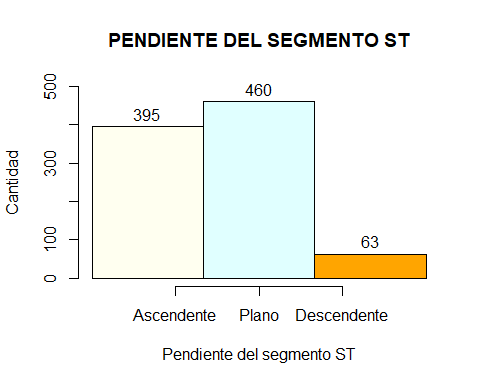 PENDIENTE DEL SEGMENTO ST
Cantidad
500
300
100
0
395
460
63
Ascendente Plano Descendente
Pendiente del segmento ST